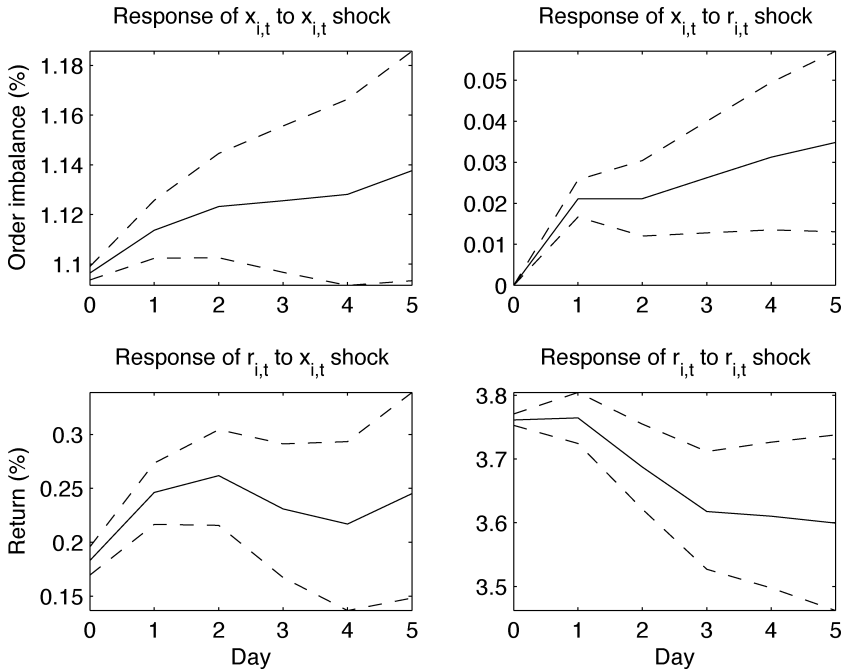 Response of x_{i,t} to x_{i,t} shock
Order imbalance (%)
1.18
1.16
1.14
1.12
1.1
0 1 2 3 4 5
Response of x_{i,t} to r_{i,t} shock
0.05
0.04
0.03
0.02
0.01
0
0 1 2 3 4 5
Response of r_{i,t} to x_{i,t} shock
Return (%)
0.3
0.25
0.2
0.15
0 1 2 3 4 5
Day
Response of r_{i,t} to r_{i,t} shock
3.8
3.7
3.6
3.5
0 1 2 3 4 5
Day